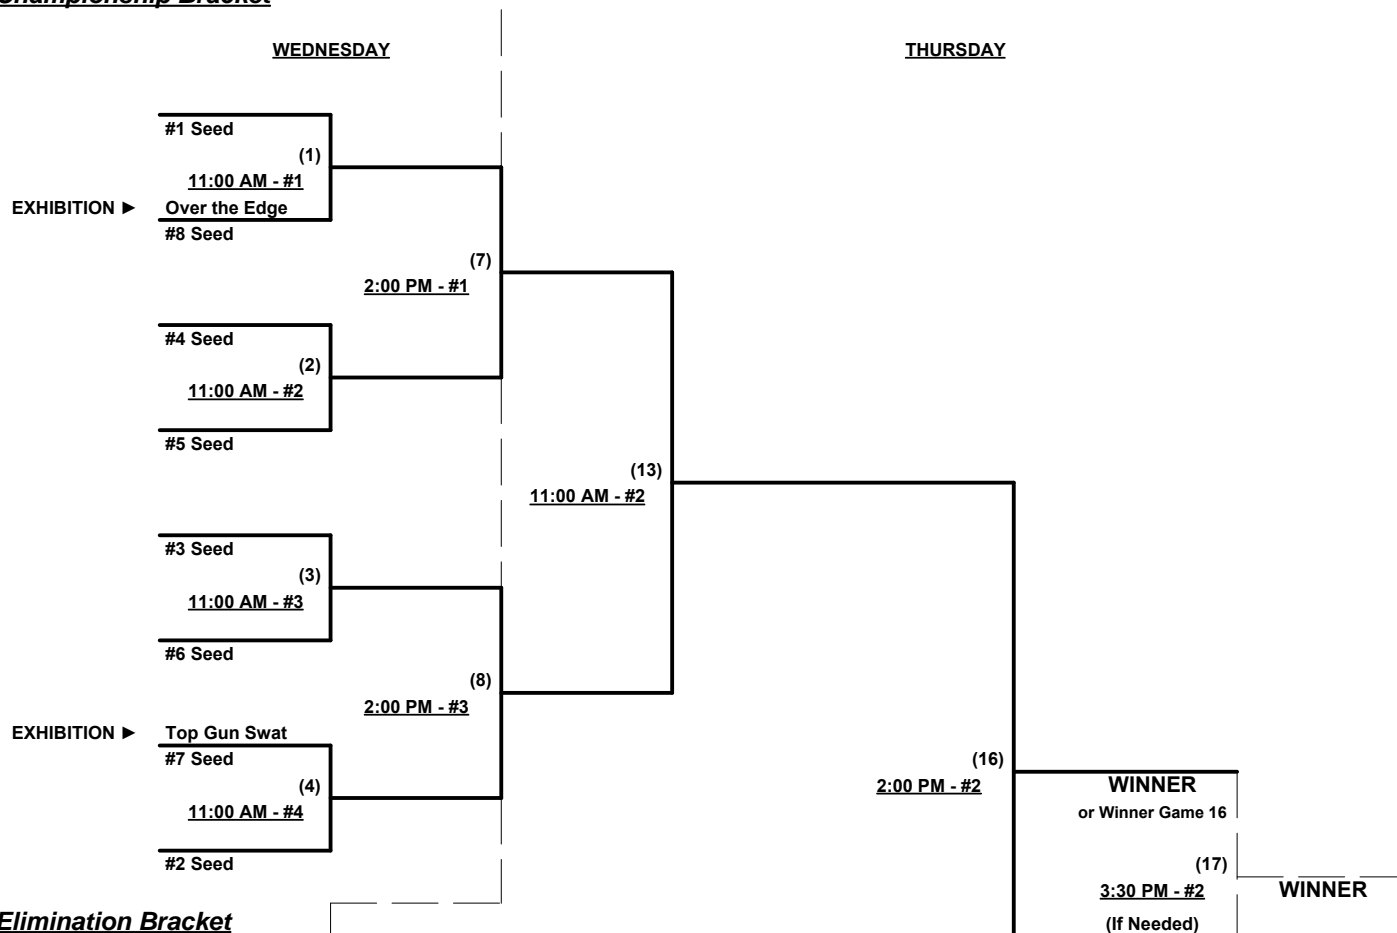 Championship Bracket
WEDNESDAY THURSDAY
#1 Seed
(1)
11:00 AM - #1
EXHIBITION ► Over the Edge
#8 Seed
(7)
2:00 PM - #1
#4 Seed
(2)
11:00 AM - #2
#5 Seed
(13)
11:00 AM - #2
#3 Seed
(3)
11:00 AM - #3
#6 Seed
(8)
2:00 PM - #3
EXHIBITION ► Top Gun Swat
#7 Seed
(4)
11:00 AM - #4
#2 Seed
(16)
2:00 PM - #2
WINNER
or Winner Game 16
(17)
3:30 PM - #2
(If Needed)
WINNER
Elimination Bracket